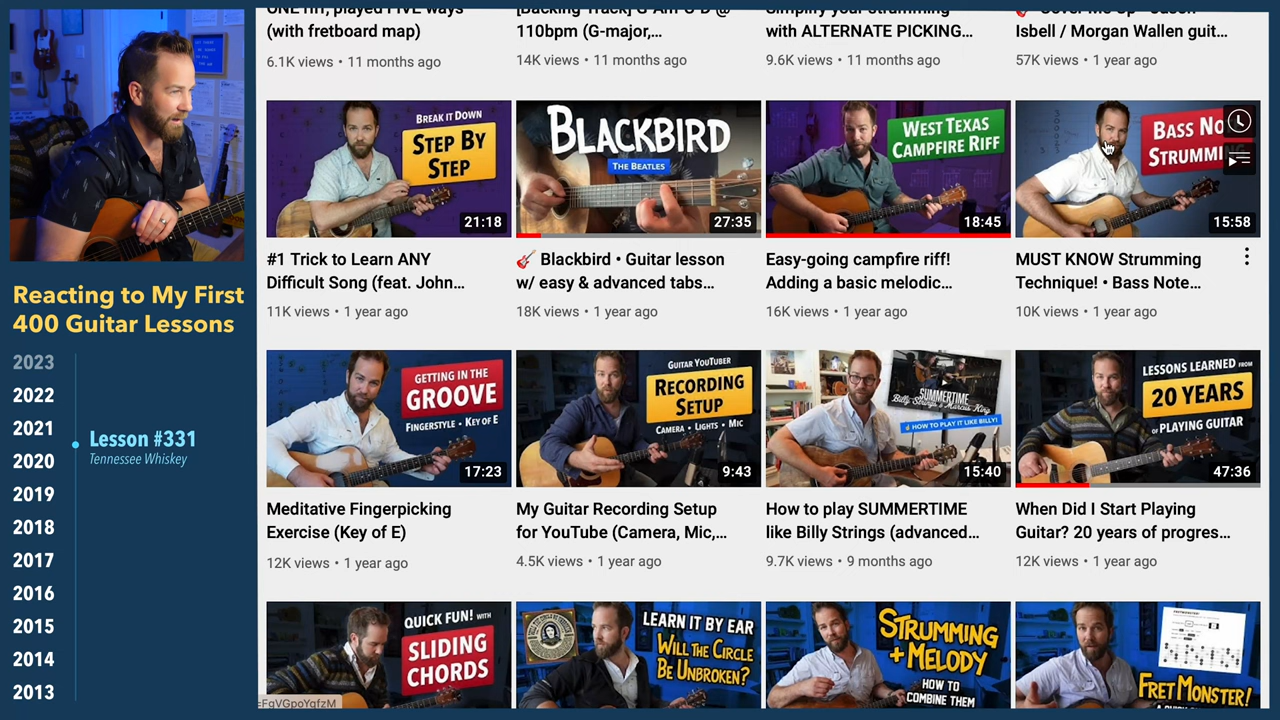 Reacting to My First
400 Guitar Lessons
2023
2022
2021
2020
2019
2018
2017
2016
2015
2014
2013
Lesson #331
Tennessee Whiskey
(with fretboard map)
6.1K views • 11 months ago
110bpm (G-major,...
14K views • 11 months ago
Simplify your strumming
with ALTERNATE PICKING...
9.6K views • 11 months ago
Isbell / Morgan Wallen guit...
57K views • 1 year ago
BREAK IT DOWN
STEP BY
STEP
21:18
#1 Trick to Learn ANY
Difficult Song (feat. John...
11K views • 1 year ago
BLACKBIRD
THE BEATLES
27:35
🎸 Blackbird • Guitar lesson
w/ easy & advanced tabs...
18K views • 1 year ago
WEST TEXAS
CAMPFIRE RIFF
18:45
Easy-going campfire riff!
Adding a basic melodic...
16K views • 1 year ago
BASS NO
STRUMMI
15:58
MUST KNOW Strumming
Technique! • Bass Note...
10K views • 1 year ago
GETTING IN THE
GROOVE
FINGERSTYLE • KEY OF E
17:23
Meditative Fingerpicking
Exercise (Key of E)
12K views • 1 year ago
GUITAR YOUTUBER
RECORDING
SETUP
CAMERA • LIGHTS • MIC
9:43
My Guitar Recording Setup
for YouTube (Camera, Mic,...
4.5K views • 1 year ago
SUMMERTIME
Billy Strings & Marcus King
HOW TO PLAY IT LIKE BILLY!
15:40
How to play SUMMERTIME
like Billy Strings (advanced...
9.7K views • 9 months ago
LESSONS LEARNED FROM
20 YEARS
OF PLAYING GUITAR
47:36
When Did I Start Playing
Guitar? 20 years of progres...
12K views • 1 year ago
QUICK FUN! WITH
SLIDING
CHORDS
LEARN IT BY EAR
WILL THE CIRCLE
BE UNBROKEN?
STRUMMING
+ MELODY
HOW TO
COMBINE THEM
FRETMONSTER!
FRET MONSTER!
=FqVGpoYqfzM